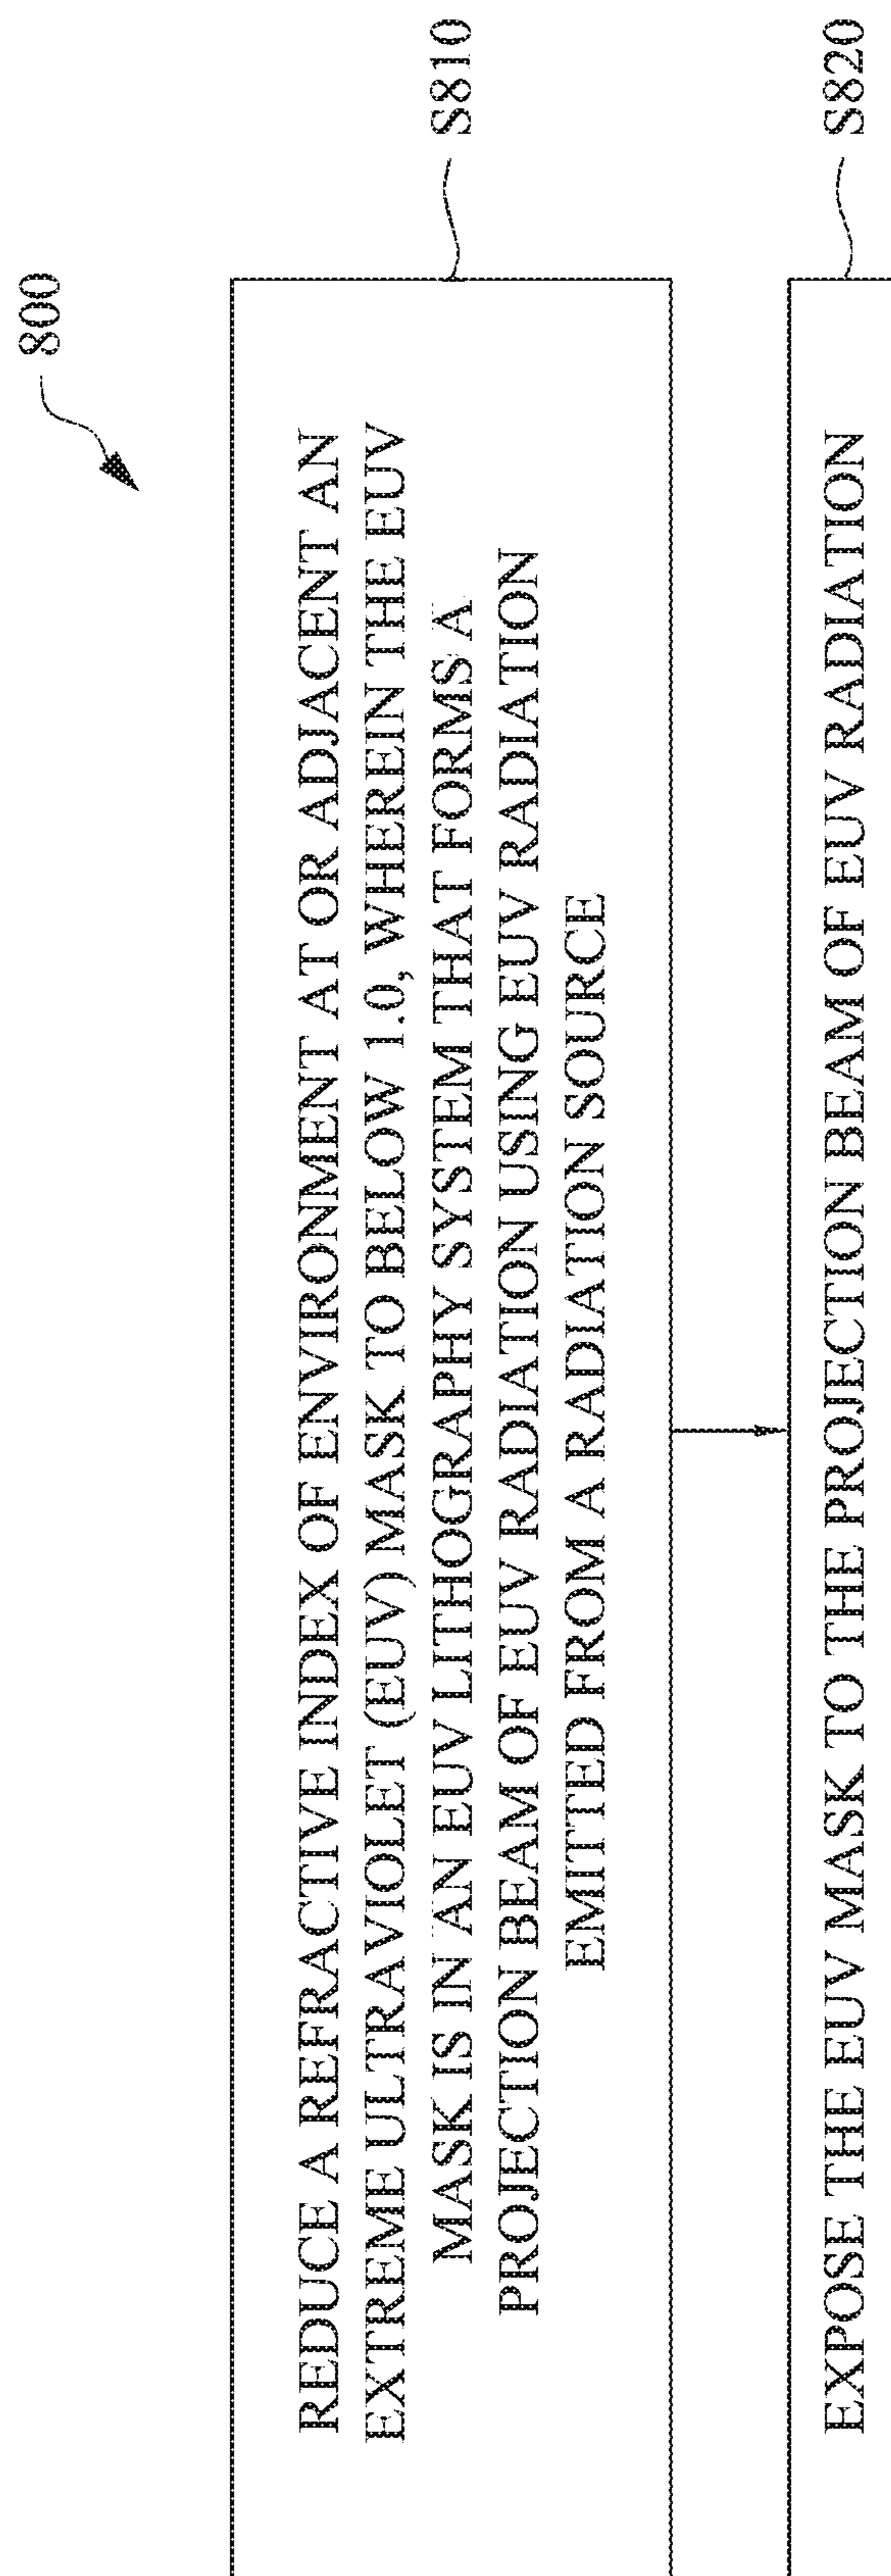 800
REDUCE A REFRACTIVE INDEX OF ENVIRONMENT AT OR ADJACENT AN
EXTREME ULTRAVIOLET (EUV) MASK TO BELOW 1.0, WHEREIN THE EUV
MASK IS IN AN EUV LITHOGRAPHY SYSTEM THAT FORMS A
PROJECTION BEAM OF EUV RADIATION USING EUV RADIATION
EMITTED FROM A RADIATION SOURCE
S810
EXPOSE THE EUV MASK TO THE PROJECTION BEAM OF EUV RADIATION
S820